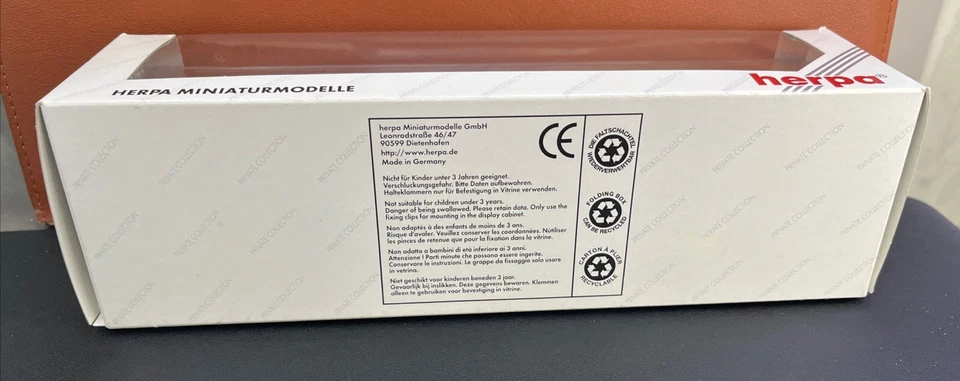 HERPA MINIATURMODELLE
herpa®
herpa Miniaturmodelle GmbH
Leonrodstraße 46/47
90599 Dietenhofen
http://www.herpa.de
Made in Germany
CE
Nicht für Kinder unter 3 Jahren geeignet.
Verschluckungsgefahr. Bitte Daten aufbewahren.
Halteklammern nur für Befestigung in Vitrine verwenden.
Not suitable for children under 3 years.
Danger of being swallowed. Please retain data. Only use the
fixing clips for mounting in the display cabinet.
Non adaptés à des enfants de moins de 3 ans.
Risque d'avaler. Veuillez conserver les coordonnées. N'utiliser
les pinces de retenue que pour la fixation dans la vitrine.
Non adatto a bambini di età inferiore ai 3 anni.
Attenzione ! Parti minute che possono essere ingerite.
Conservare le instruzioni. Le grappe da fissaggio solo usare
in vetrina.
Niet geschikt voor kinderen beneden 3 jaar.
Gevaarlijk bij inslikken. Deze gegevens bewaren. Klemmen
alleen te gebruiken voor bevestiging in vitrine.
DIE FALTSCHACHTEL
WIEDERVERWERTBAR
FOLDING BOX
CAN BE RECYCLED
CARTON A PLIER
RECYCLABLE
PRIVATE COLLECTION